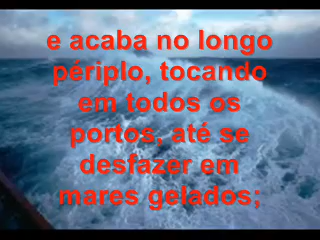 e acaba no longo
périplo, tocando
em todos os
portos, até se
desfazer em
mares gelados;